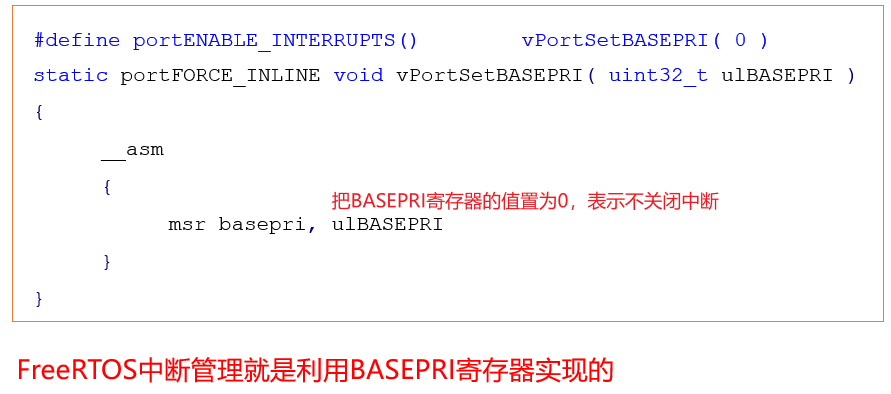 #define portENABLE_INTERRUPTS() vPortSetBASEPRI( 0 )
static portFORCE_INLINE void vPortSetBASEPRI( uint32_t ulBASEPRI )
{
__asm
{
把BASEPRI寄存器的值置为0，表示不关闭中断
msr basepri, ulBASEPRI
}
}
FreeRTOS中断管理就是利用BASEPRI寄存器实现的